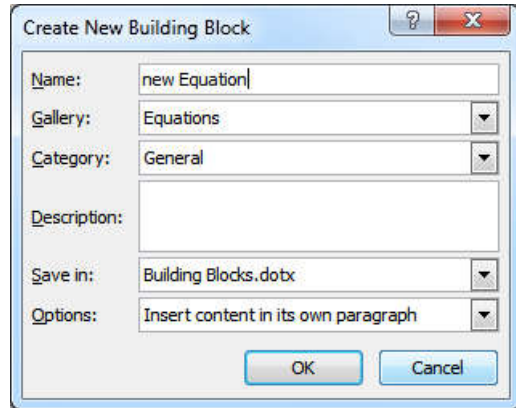 Create New Building Block
Name: new Equation
Gallery: Equations
Category: General
Description:
Save in: Building Blocks.dotx
Options: Insert content in its own paragraph
OK Cancel